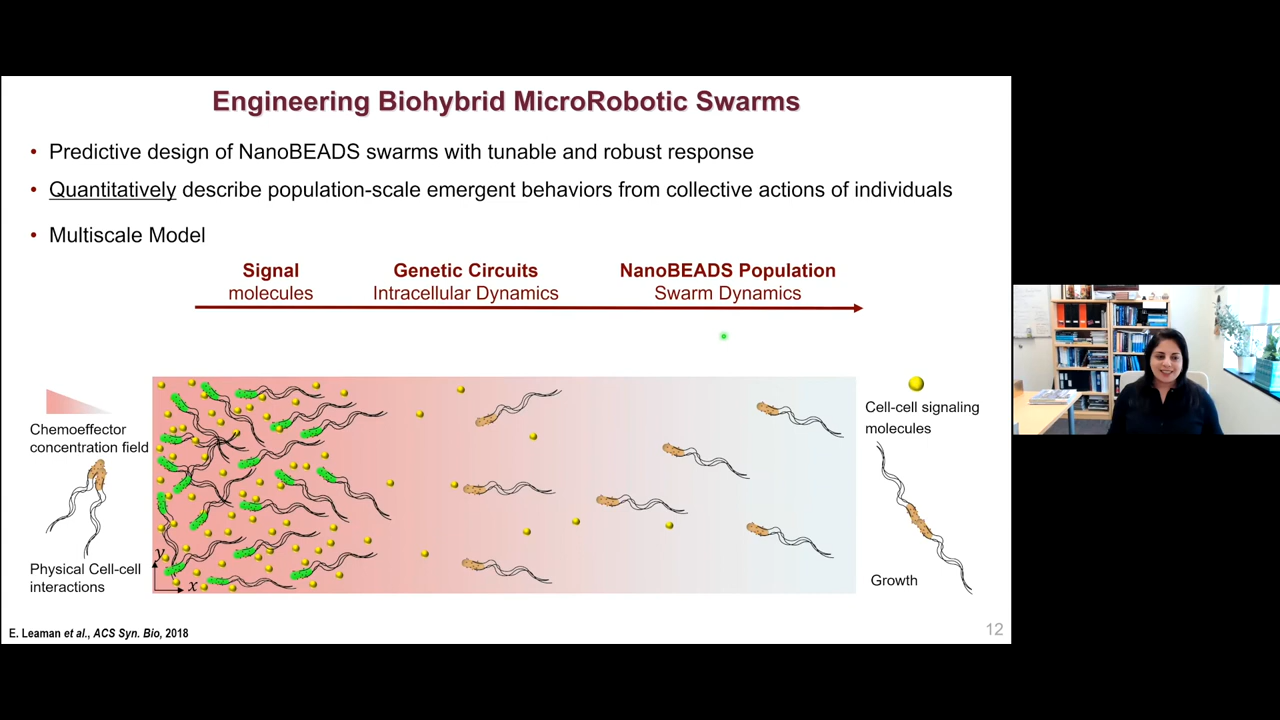 Engineering Biohybrid MicroRobotic Swarms
• Predictive design of NanoBEADS swarms with tunable and robust response
• Quantitatively describe population-scale emergent behaviors from collective actions of individuals
• Multiscale Model
Signal
molecules
Genetic Circuits
Intracellular Dynamics
NanoBEADS Population
Swarm Dynamics
Chemoeffector
concentration field
Physical Cell-cell
interactions
y
x
Cell-cell signaling
molecules
Growth
E. Leaman et al., ACS Syn. Bio, 2018
12